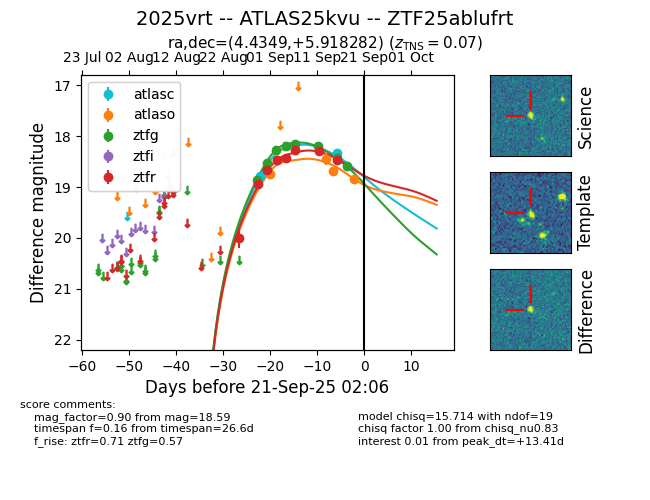 2025vrt -- ATLAS25kvu -- ZTF25ablufrt
ra,dec=(4.4349,+5.918282) (zTNS = 0.07)
23 Jul 02 Aug 12 Aug 22 Aug 01 Sep 11 Sep 21 Sep 01 Oct
atlasc
atlaso
ztfg
ztfi
ztfr
17
18
19
20
21
22
Difference magnitude
−60 −50 −40 −30 −20 −10 0 10
Days before 21-Sep-25 02:06
Science
Template
Difference
score comments:
mag_factor=0.90 from mag=18.59
timespan f=0.16 from timespan=26.6d
f_rise: ztfr=0.71 ztfg=0.57
model chisq=15.714 with ndof=19
chisq factor 1.00 from chisq_nu0.83
interest 0.01 from peak_dt=+13.41d